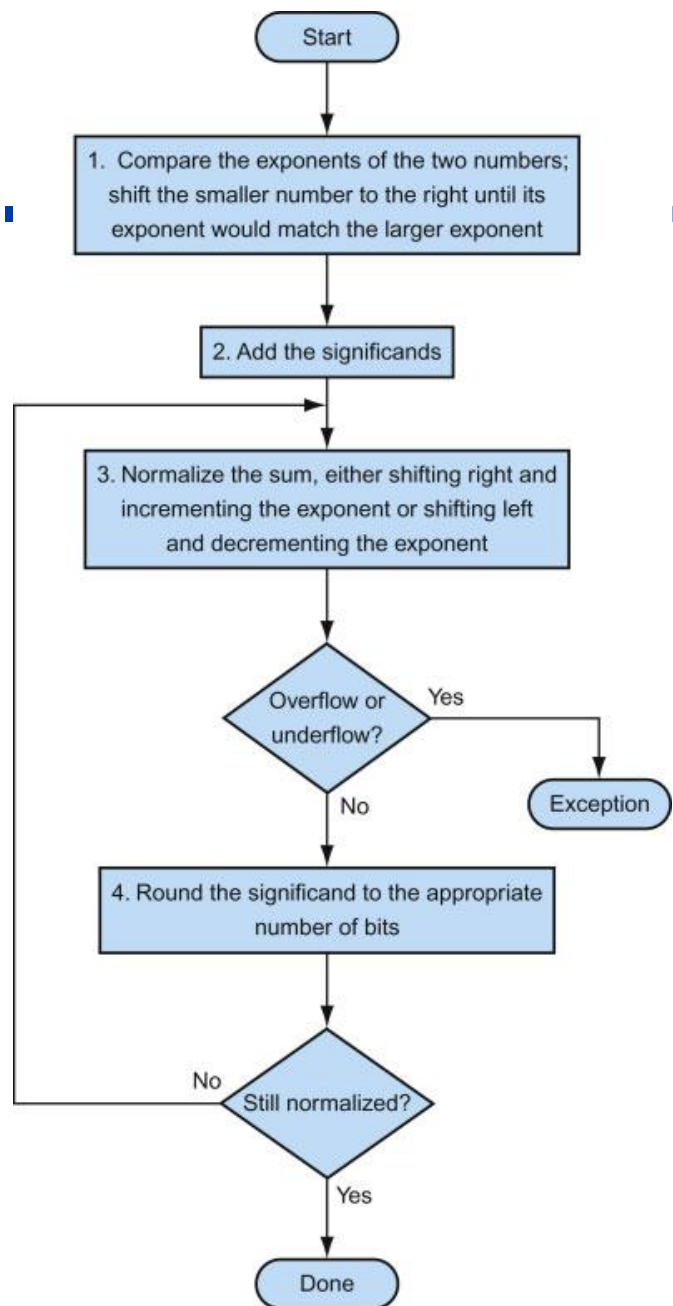 Start
1. Compare the exponents of the two numbers;
shift the smaller number to the right until its
exponent would match the larger exponent
2. Add the significands
3. Normalize the sum, either shifting right and
incrementing the exponent or shifting left
and decrementing the exponent
Overflow or
underflow?
Yes
No
Exception
4. Round the significand to the appropriate
number of bits
Still normalized?
No
Yes
Done